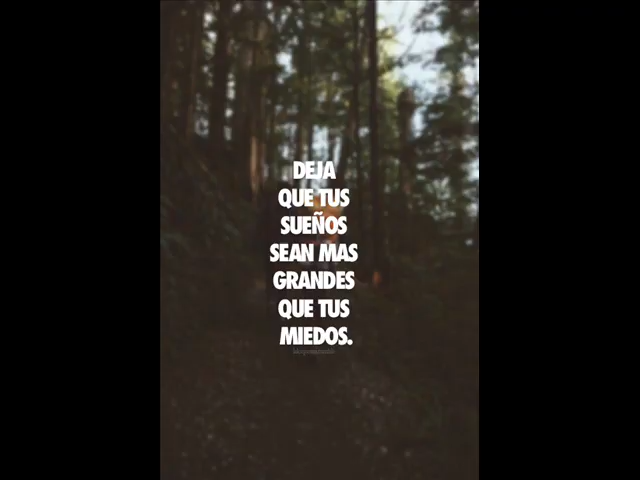 DEJA
QUE TUS
SUEÑOS
SEAN MAS
GRANDES
QUE TUS
MIEDOS.